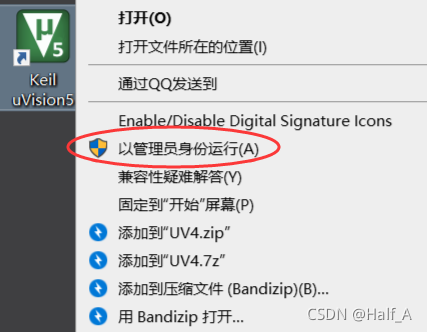 μ
5
Keil
uVision5
打开(O)
打开文件所在的位置(I)
通过QQ发送到
Enable/Disable Digital Signature Icons
以管理员身份运行(A)
兼容性疑难解答(Y)
固定到“开始”屏幕(P)
添加到“UV4.zip”
添加到“UV4.7z”
添加到压缩文件 (Bandizip)(B)...
用 Bandizip 打开...
CSDN @Half_A